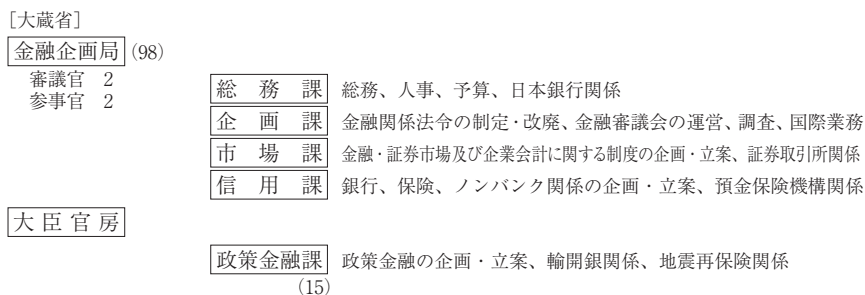 ［大蔵省］
金融企画局 (98)
審議官 2
参事官 2
総務課 総務、人事、予算、日本銀行関係
企画課 金融関係法令の制定・改廃、金融審議会の運営、調査、国際業務
市場課 金融・証券市場及び企業会計に関する制度の企画・立案、証券取引所関係
信用課 銀行、保険、ノンバンク関係の企画・立案、預金保険機構関係
大臣官房
政策金融課 政策金融の企画・立案、輸開銀関係、地震再保険関係
(15)